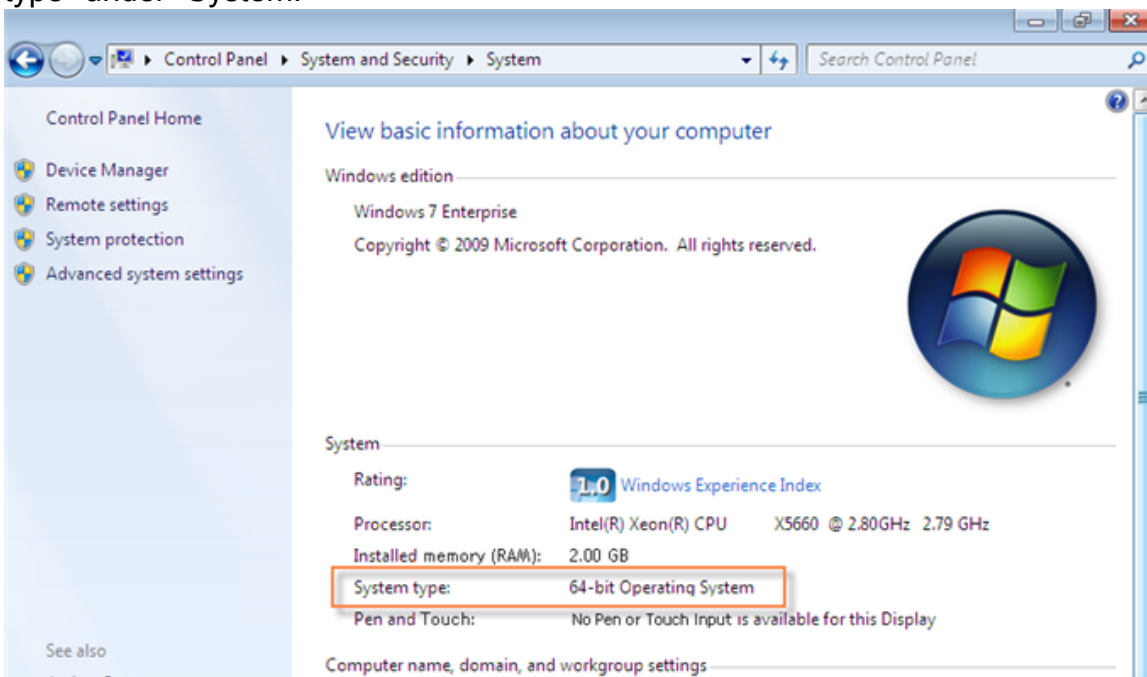 Control Panel ▸ System and Security ▸ System
Search Control Panel
Control Panel Home
Device Manager
Remote settings
System protection
Advanced system settings
See also
View basic information about your computer
Windows edition
Windows 7 Enterprise
Copyright © 2009 Microsoft Corporation. All rights reserved.
System
Rating: 1.0 Windows Experience Index
Processor: Intel(R) Xeon(R) CPU X5660 @ 2.80GHz 2.79 GHz
Installed memory (RAM): 2.00 GB
System type: 64-bit Operating System
Pen and Touch: No Pen or Touch Input is available for this Display
Computer name, domain, and workgroup settings